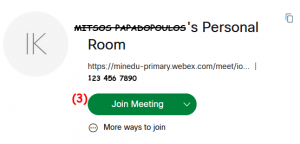 IK
MITSOS PAPADOPOULOS's Personal
Room
https://minedu-primary.webex.com/meet/io... |
123 456 7890
(3) Join Meeting
More ways to join